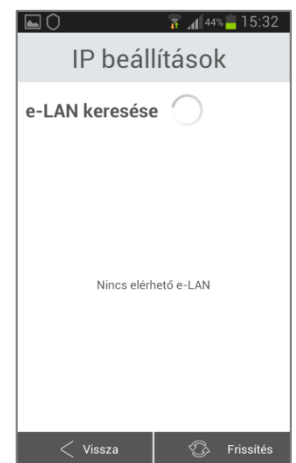 44% 15:32
IP beállítások
e-LAN keresése
Nincs elérhető e-LAN
Vissza Frissítés